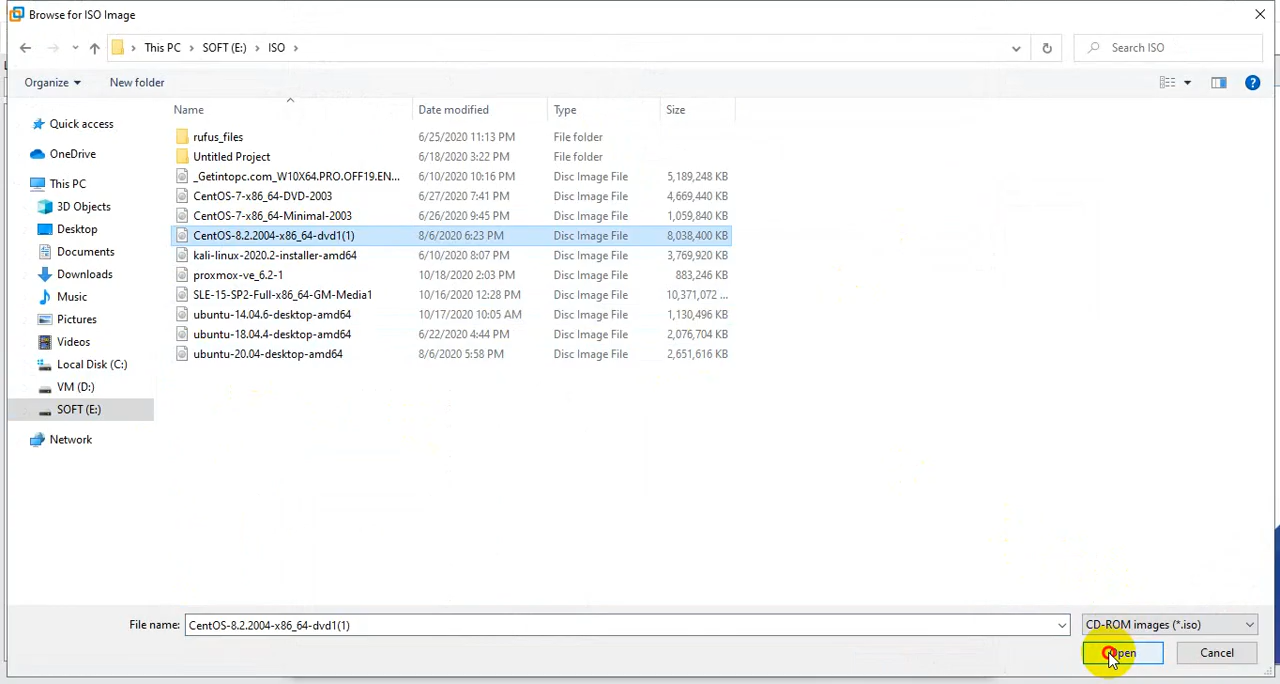 Browse for ISO Image
This PC > SOFT (E:) > ISO >
Search ISO
Organize
New folder
Name
Date modified
Type
Size
Quick access
OneDrive
This PC
3D Objects
Desktop
Documents
Downloads
Music
Pictures
Videos
Local Disk (C:)
VM (D:)
SOFT (E:)
Network
rufus_files 6/25/2020 11:13 PM File folder
Untitled Project 6/18/2020 3:22 PM File folder
_Getintopc.com_W10X64.PRO.OFF19.EN... 6/10/2020 10:16 PM Disc Image File 5,189,248 KB
CentOS-7-x86_64-DVD-2003 6/27/2020 7:41 PM Disc Image File 4,669,440 KB
CentOS-7-x86_64-Minimal-2003 6/26/2020 9:45 PM Disc Image File 1,059,840 KB
CentOS-8.2.2004-x86_64-dvd1(1) 8/6/2020 6:23 PM Disc Image File 8,038,400 KB
kali-linux-2020.2-installer-amd64 6/10/2020 8:07 PM Disc Image File 3,769,920 KB
proxmox-ve_6.2-1 10/18/2020 2:03 PM Disc Image File 883,246 KB
SLE-15-SP2-Full-x86_64-GM-Media1 10/16/2020 12:28 PM Disc Image File 10,371,072 ...
ubuntu-14.04.6-desktop-amd64 10/17/2020 10:05 AM Disc Image File 1,130,496 KB
ubuntu-18.04.4-desktop-amd64 6/22/2020 4:44 PM Disc Image File 2,076,704 KB
ubuntu-20.04-desktop-amd64 8/6/2020 5:58 PM Disc Image File 2,651,616 KB
File name: CentOS-8.2.2004-x86_64-dvd1(1)
CD-ROM images (*.iso)
Open
Cancel